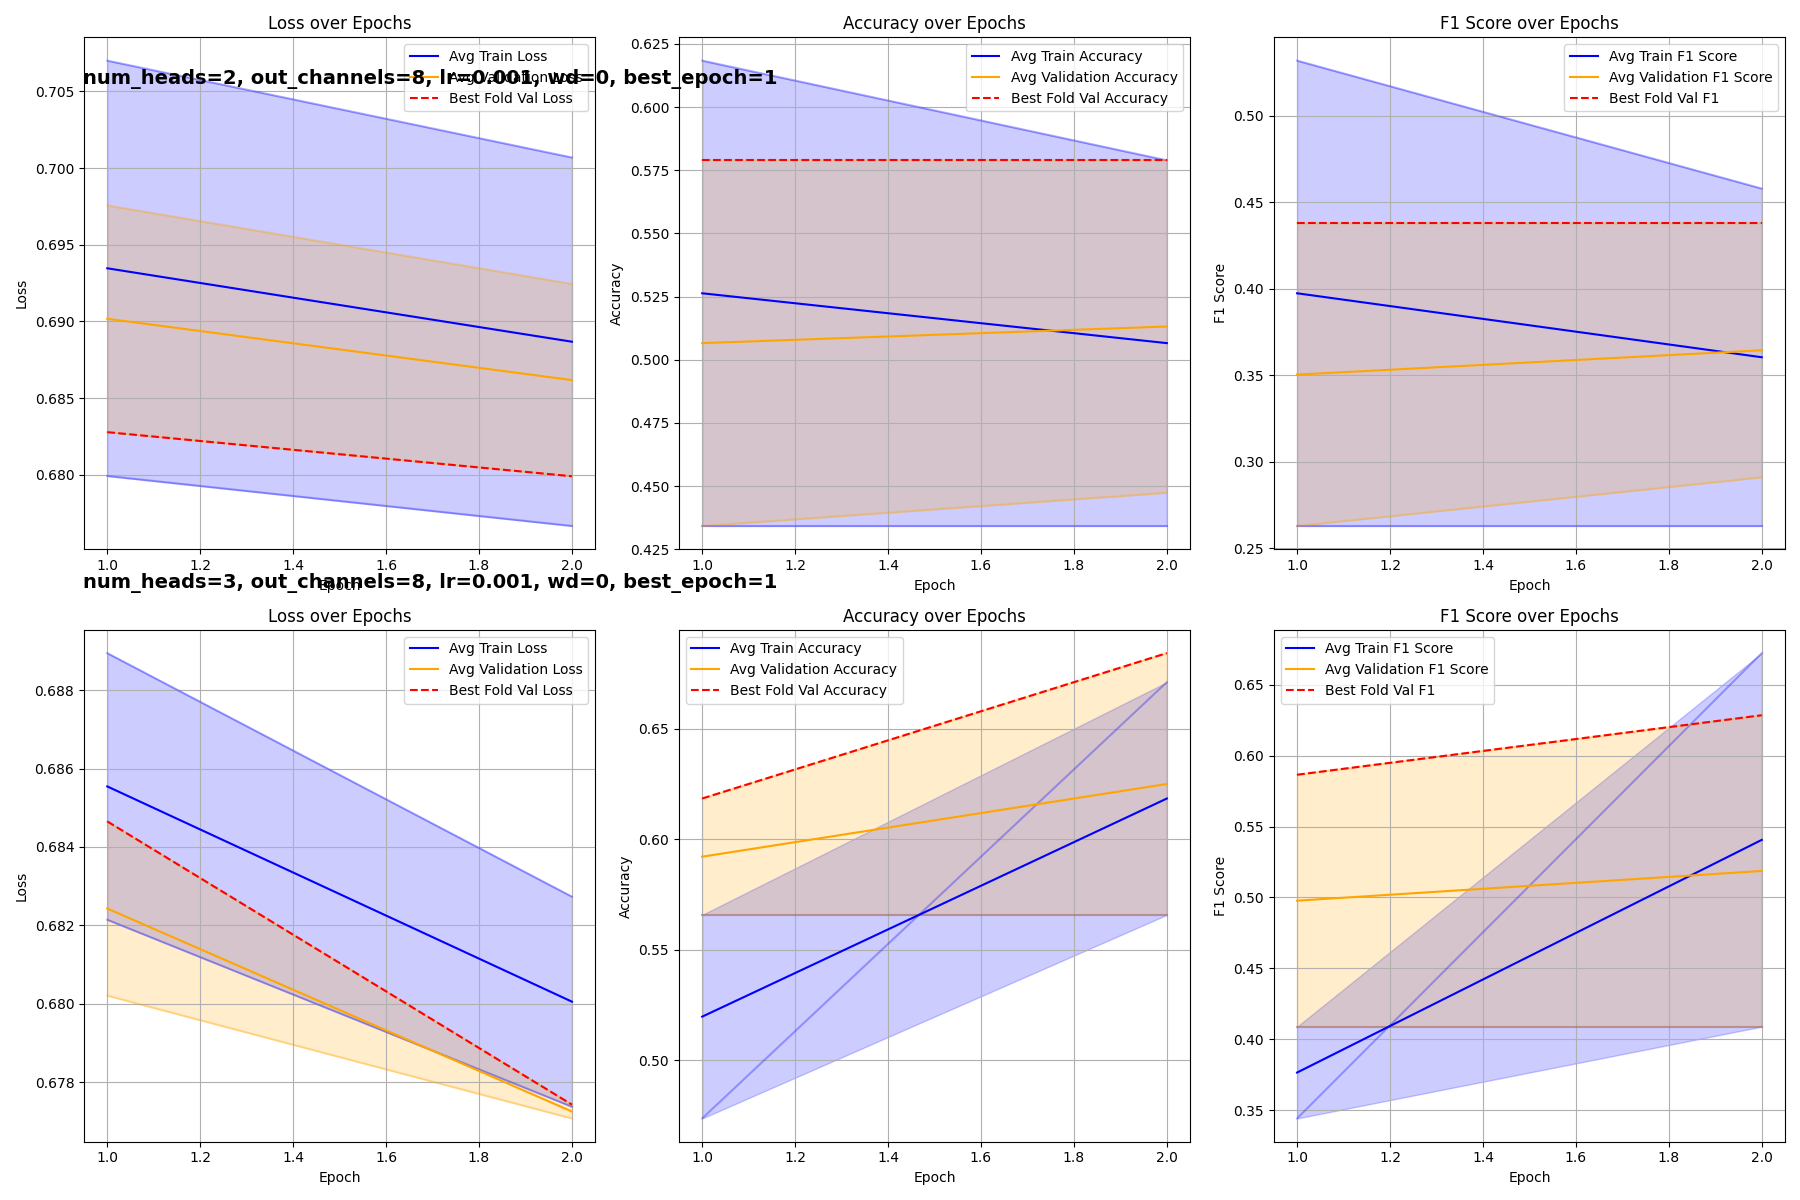 Loss over Epochs
Accuracy over Epochs
F1 Score over Epochs
num_heads=2, out_channels=8, lr=0.001, wd=0, best_epoch=1
Avg Train Loss
Avg Validation Loss
Best Fold Val Loss
Avg Train Accuracy
Avg Validation Accuracy
Best Fold Val Accuracy
Avg Train F1 Score
Avg Validation F1 Score
Best Fold Val F1
Loss
0.705
0.700
0.695
0.690
0.685
0.680
1.0 1.2 1.4 1.6 1.8 2.0
Epoch
Accuracy
0.625
0.600
0.575
0.550
0.525
0.500
0.475
0.450
0.425
1.0 1.2 1.4 1.6 1.8 2.0
Epoch
F1 Score
0.50
0.45
0.40
0.35
0.30
0.25
1.0 1.2 1.4 1.6 1.8 2.0
Epoch
num_heads=3, out_channels=8, lr=0.001, wd=0, best_epoch=1
Loss over Epochs
Accuracy over Epochs
F1 Score over Epochs
Avg Train Loss
Avg Validation Loss
Best Fold Val Loss
Avg Train Accuracy
Avg Validation Accuracy
Best Fold Val Accuracy
Avg Train F1 Score
Avg Validation F1 Score
Best Fold Val F1
Loss
0.688
0.686
0.684
0.682
0.680
0.678
1.0 1.2 1.4 1.6 1.8 2.0
Epoch
Accuracy
0.65
0.60
0.55
0.50
1.0 1.2 1.4 1.6 1.8 2.0
Epoch
F1 Score
0.65
0.60
0.55
0.50
0.45
0.40
0.35
1.0 1.2 1.4 1.6 1.8 2.0
Epoch